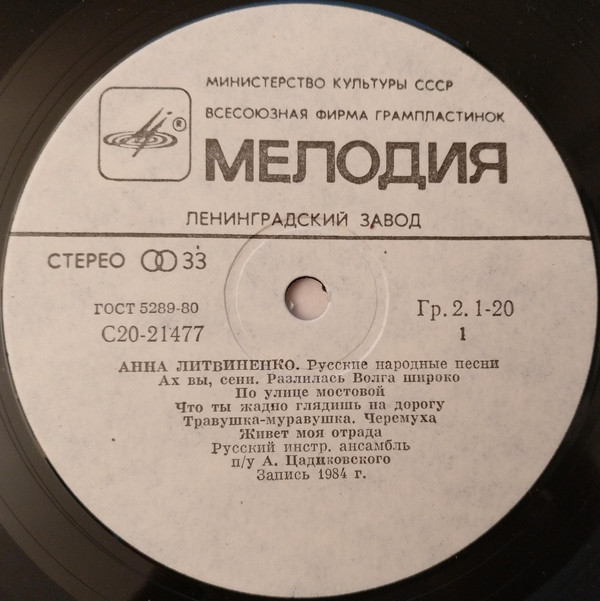 МИНИСТЕРСТВО КУЛЬТУРЫ СССР
ВСЕСОЮЗНАЯ ФИРМА ГРАМПЛАСТИНОК
®
МЕЛОДИЯ
ЛЕНИНГРАДСКИЙ ЗАВОД
СТЕРЕО 33
ГОСТ 5289-80 Гр. 2. 1-20
С20-21477 1
АННА ЛИТВИНЕНКО. Русские народные песни
Ах вы, сени. Разлилась Волга широко
По улице мостовой
Что ты жадно глядишь на дорогу
Травушка-муравушка. Черемуха
Живет моя отрада
Русский инстр. ансамбль
п/у А. Цадиковского
Запись 1984 г.